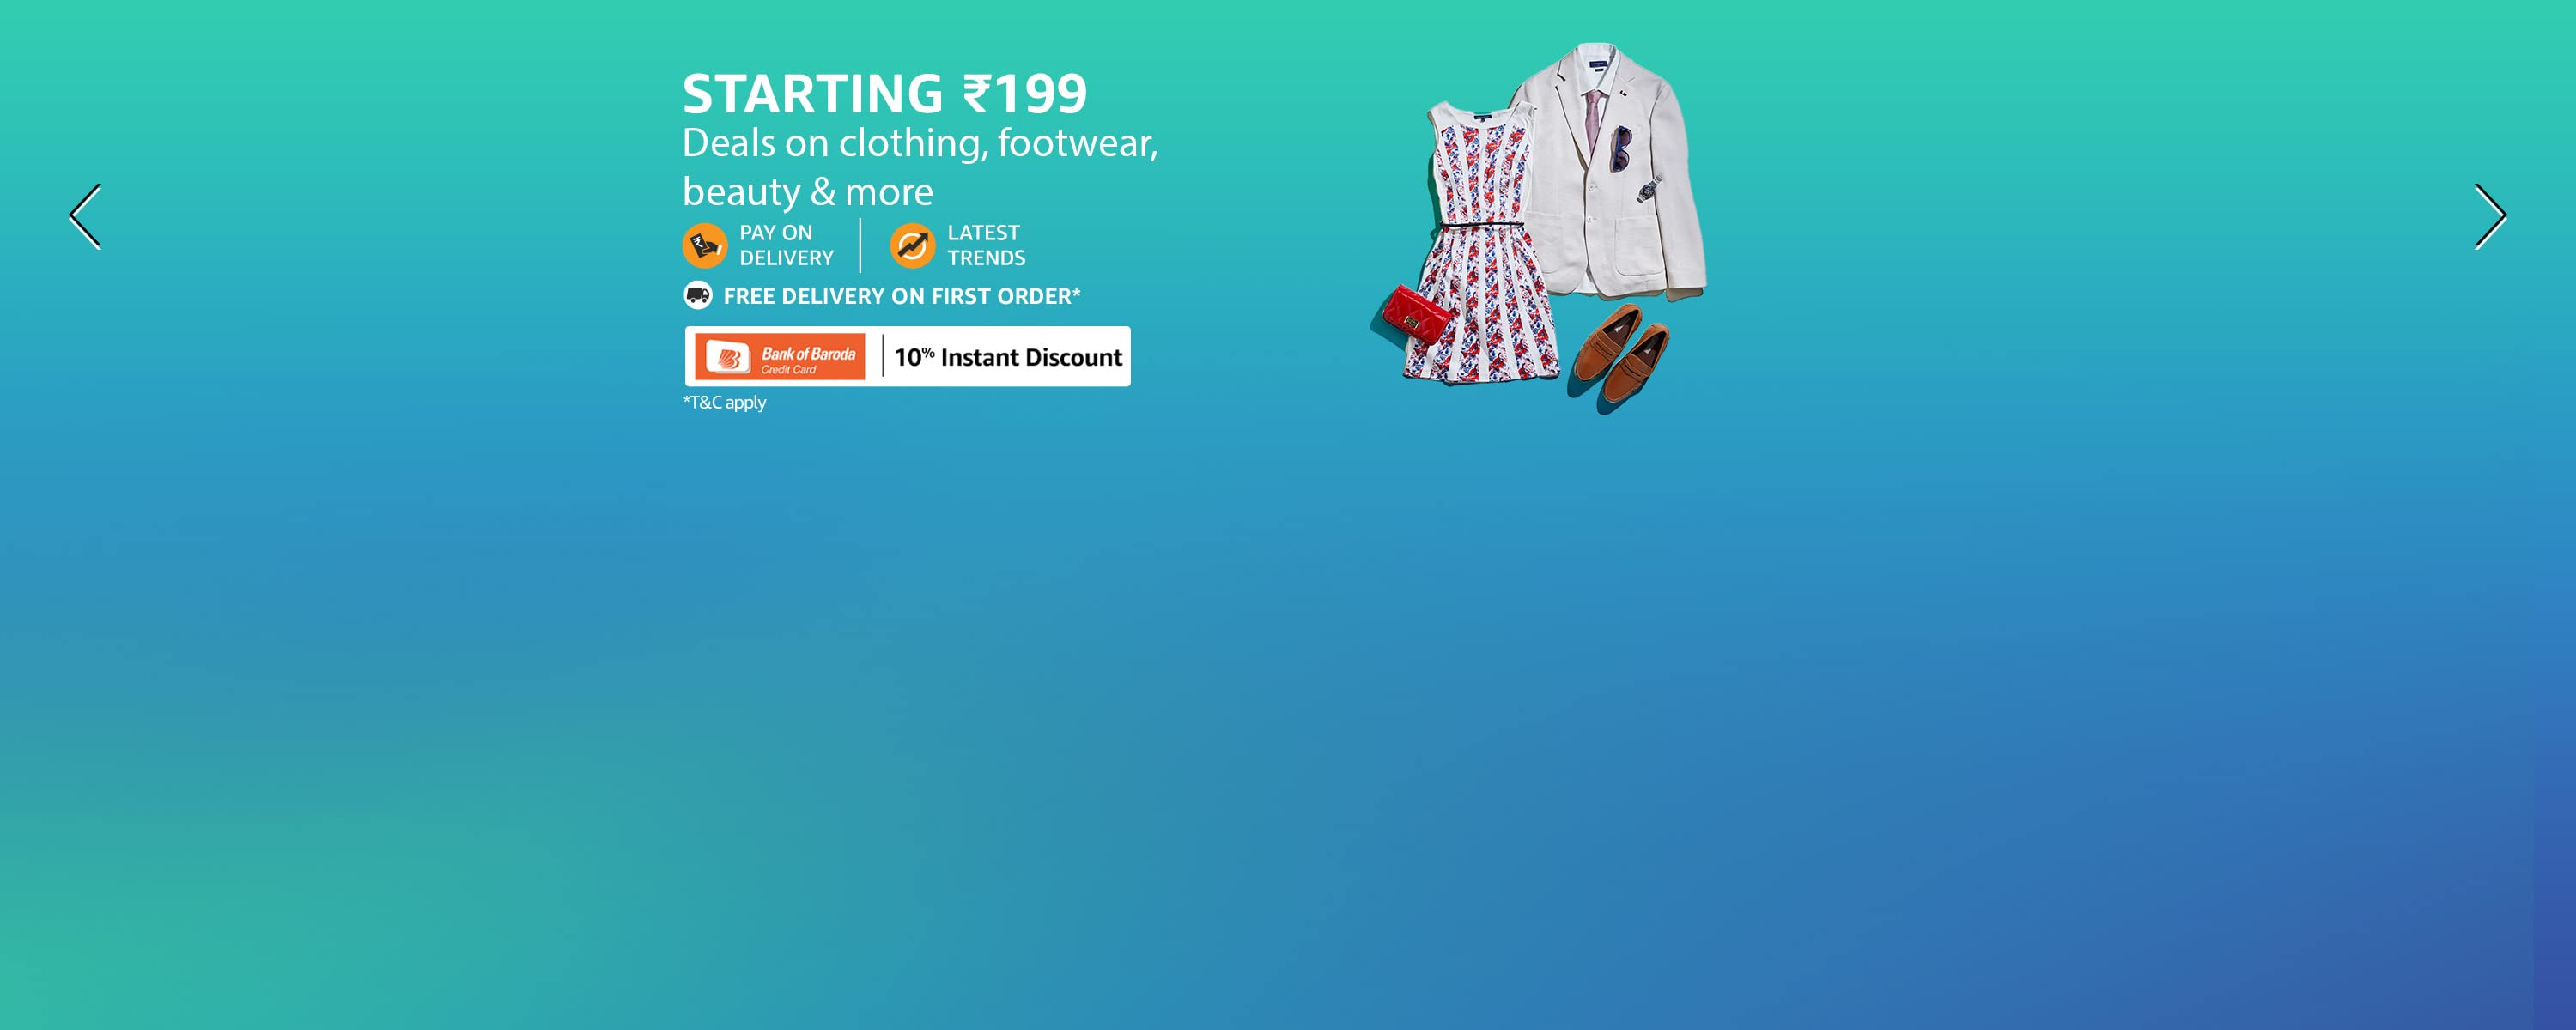 STARTING ₹199
Deals on clothing, footwear,
beauty & more
PAY ON
DELIVERY
LATEST
TRENDS
FREE DELIVERY ON FIRST ORDER*
Bank of Baroda
Credit Card
10% Instant Discount
*T&C apply